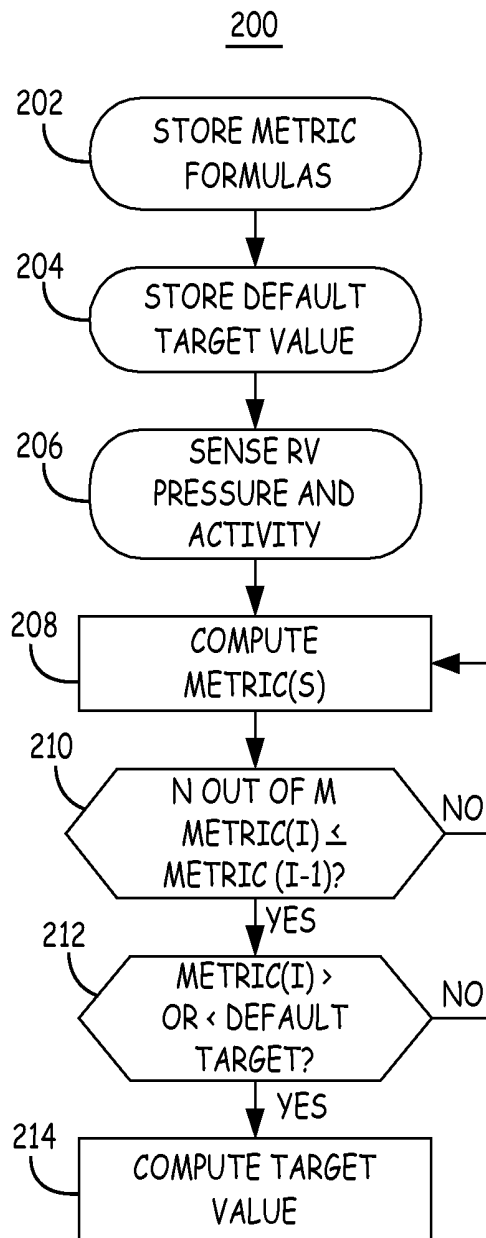 200
202
STORE METRIC
FORMULAS
204
STORE DEFAULT
TARGET VALUE
206
SENSE RV
PRESSURE AND
ACTIVITY
208
COMPUTE
METRIC(S)
210
N OUT OF M
METRIC(I) ≤
METRIC (I-1)?
NO
YES
212
METRIC(I) >
OR < DEFAULT
TARGET?
NO
YES
214
COMPUTE TARGET
VALUE